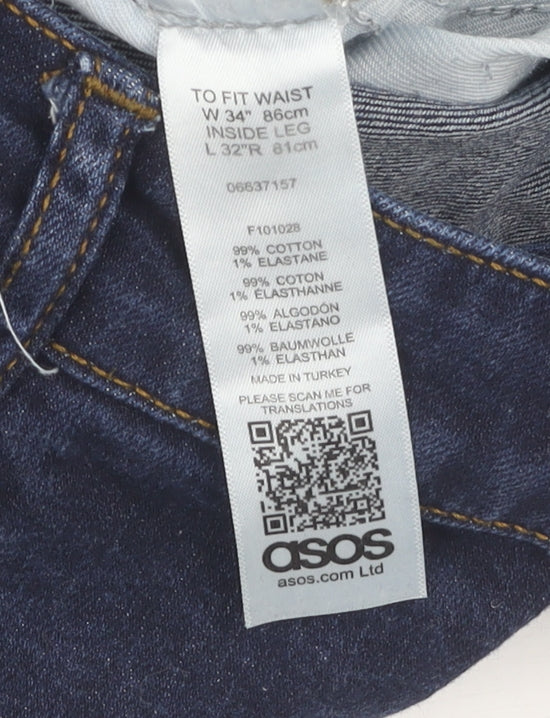 TO FIT WAIST
W 34" 86cm
INSIDE LEG
L 32"R 81cm
06637157
F101028
99% COTTON
1% ELASTANE
99% COTON
1% ÉLASTHANNE
99% ALGODÓN
1% ELASTANO
99% BAUMWOLLE
1% ELASTHAN
MADE IN TURKEY
PLEASE SCAN ME FOR
TRANSLATIONS
asos
asos.com Ltd